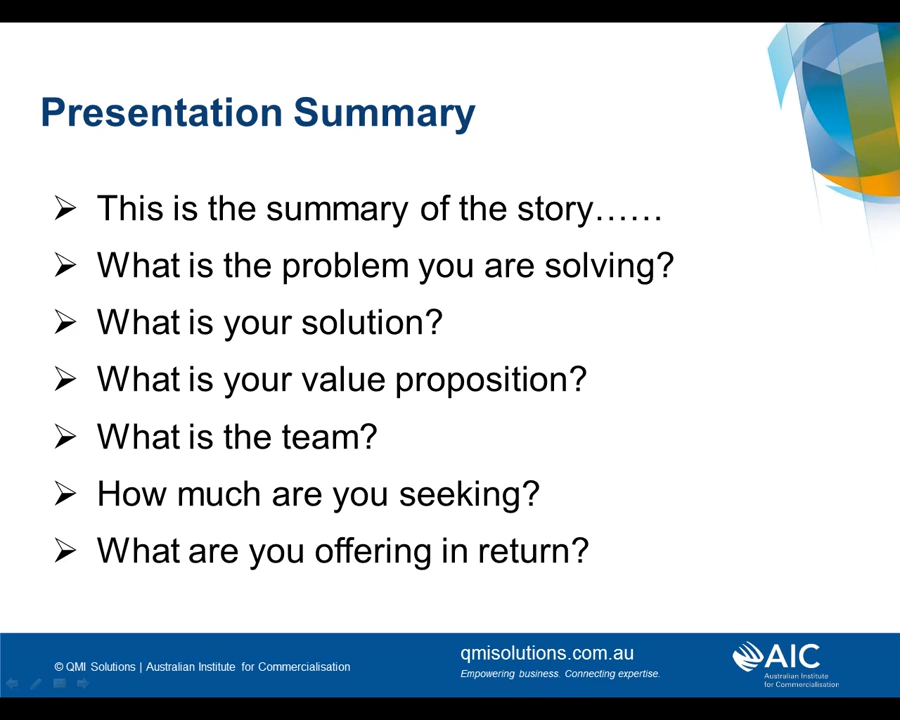 Presentation Summary
This is the summary of the story……
What is the problem you are solving?
What is your solution?
What is your value proposition?
What is the team?
How much are you seeking?
What are you offering in return?
© QMI Solutions | Australian Institute for Commercialisation
qmisolutions.com.au
Empowering business. Connecting expertise.
AIC
Australian Institute
for Commercialisation